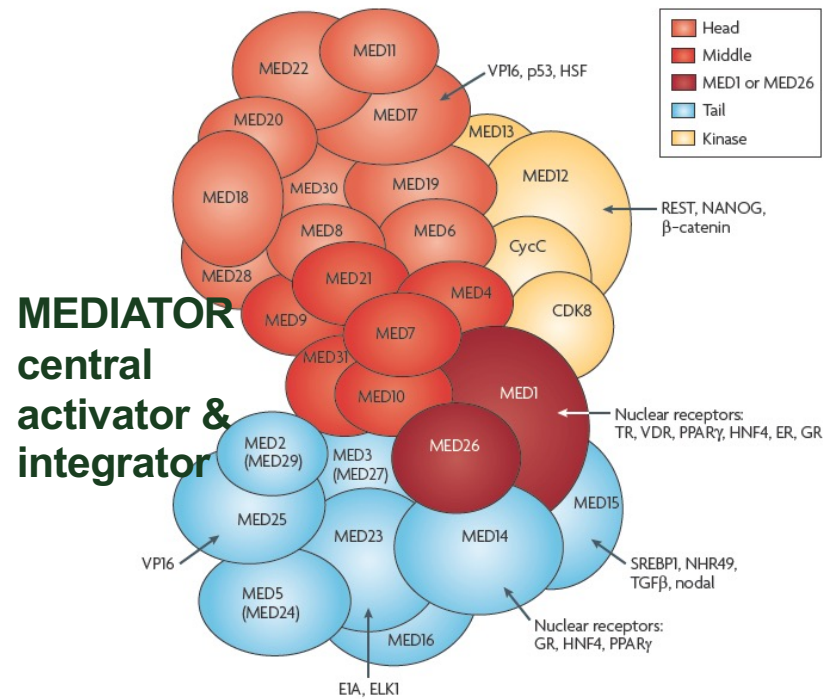 Head
Middle
MED1 or MED26
Tail
Kinase
MED11
MED22
VP16, p53, HSF
MED17
MED20
MED13
MED12
MED30
MED19
MED18
REST, NANOG,
β-catenin
MED8
MED6
CycC
MED28
MED21
MED4
MED9
CDK8
MED7
MEDIATOR
central
activator &
integrator
MED31
MED10
MED1
Nuclear receptors:
TR, VDR, PPARγ, HNF4, ER, GR
MED26
MED2
(MED29)
MED3
(MED27)
MED25
MED23
MED14
MED15
VP16
SREBP1, NHR49,
TGFβ, nodal
MED5
(MED24)
Nuclear receptors:
GR, HNF4, PPARγ
MED16
E1A, ELK1